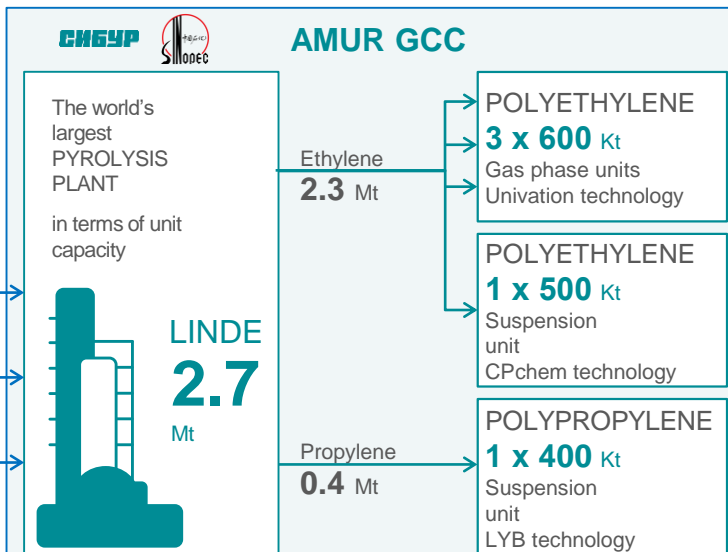 СИБУР
SINOPEC
AMUR GCC
The world's
largest
PYROLYSIS
PLANT
in terms of unit
capacity
LINDE
2.7
Mt
Ethylene
2.3 Mt
Propylene
0.4 Mt
POLYETHYLENE
3 x 600 Kt
Gas phase units
Univation technology
POLYETHYLENE
1 x 500 Kt
Suspension
unit
CPchem technology
POLYPROPYLENE
1 x 400 Kt
Suspension
unit
LYB technology